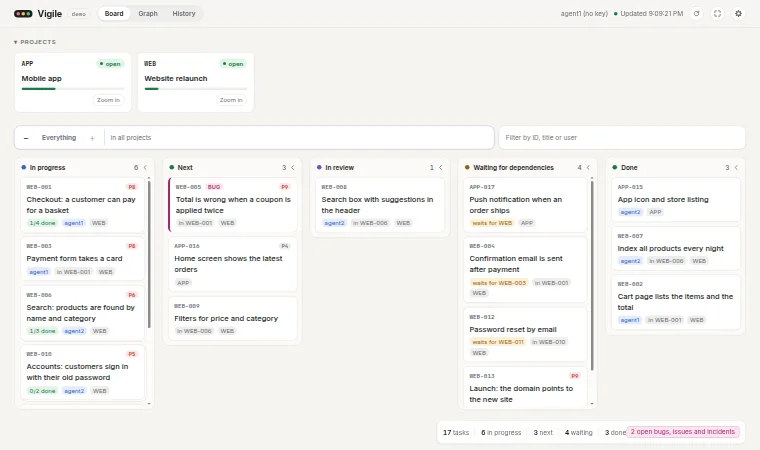 Vigile demo Board Graph History agent1 (no key) Updated 9:09:21 PM
▾ PROJECTS
APP open
Mobile app
Zoom in
WEB open
Website relaunch
Zoom in
− Everything + in all projects
Filter by ID, title or user
In progress 6
WEB-001 P8
Checkout: a customer can pay
for a basket
1/4 done agent1 WEB
WEB-003 P8
Payment form takes a card
agent1 in WEB-001 WEB
WEB-006 P6
Search: products are found by
name and category
1/3 done agent2 WEB
WEB-010 P5
Accounts: customers sign in
with their old password
0/2 done agent2 WEB
Next 3
WEB-005 BUG P9
Total is wrong when a coupon is
applied twice
in WEB-001 WEB
APP-016 P4
Home screen shows the latest
orders
APP
WEB-009
Filters for price and category
in WEB-006 WEB
In review 1
WEB-008
Search box with suggestions in
the header
agent2 in WEB-006 WEB
Waiting for dependencies 4
APP-017
Push notification when an
order ships
waits for WEB APP
WEB-004
Confirmation email is sent
after payment
waits for WEB-003 in WEB-001
WEB
WEB-012
Password reset by email
waits for WEB-011 in WEB-010
WEB
WEB-013 P9
Launch: the domain points to
the new site
Done 3
APP-015
App icon and store listing
agent2 APP
WEB-007
Index all products every night
agent2 in WEB-006 WEB
WEB-002
Cart page lists the items and the
total
agent1 in WEB-001 WEB
17 tasks 6 in progress 3 next 4 waiting 3 done 2 open bugs, issues and incidents